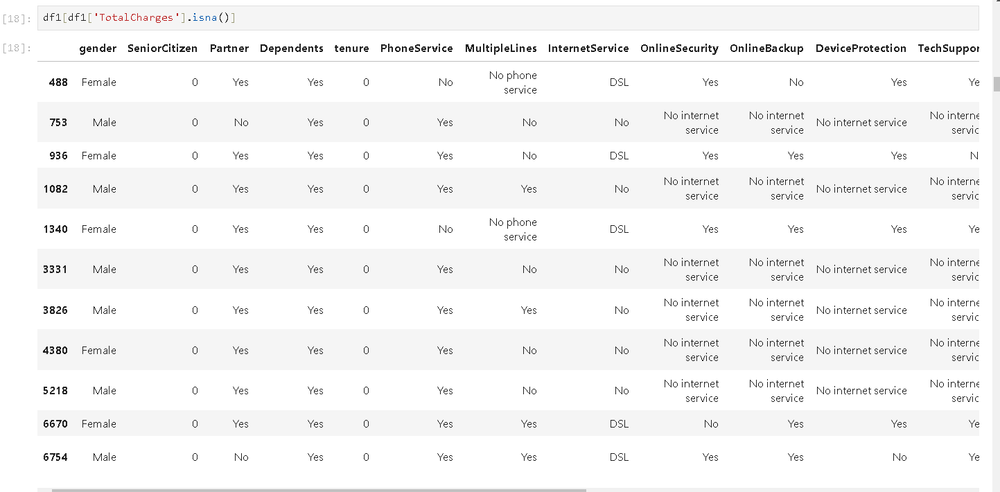 [18]: df1[df1['TotalCharges'].isna()]
[18]:
gender SeniorCitizen Partner Dependents tenure PhoneService MultipleLines InternetService OnlineSecurity OnlineBackup DeviceProtection TechSuppor
488 Female 0 Yes Yes 0 No No phone service DSL Yes No Yes Ye
753 Male 0 No Yes 0 Yes No No No internet service No internet service No internet service No interne servic
936 Female 0 Yes Yes 0 Yes No DSL Yes Yes Yes N
1082 Male 0 Yes Yes 0 Yes Yes No No internet service No internet service No internet service No interne servic
1340 Female 0 Yes Yes 0 No No phone service DSL Yes Yes Yes Ye
3331 Male 0 Yes Yes 0 Yes No No No internet service No internet service No internet service No interne servic
3826 Male 0 Yes Yes 0 Yes Yes No No internet service No internet service No internet service No interne servic
4380 Female 0 Yes Yes 0 Yes No No No internet service No internet service No internet service No interne servic
5218 Male 0 Yes Yes 0 Yes No No No internet service No internet service No internet service No interne servic
6670 Female 0 Yes Yes 0 Yes Yes DSL No Yes Yes Ye
6754 Male 0 No Yes 0 Yes Yes DSL Yes Yes No Ye